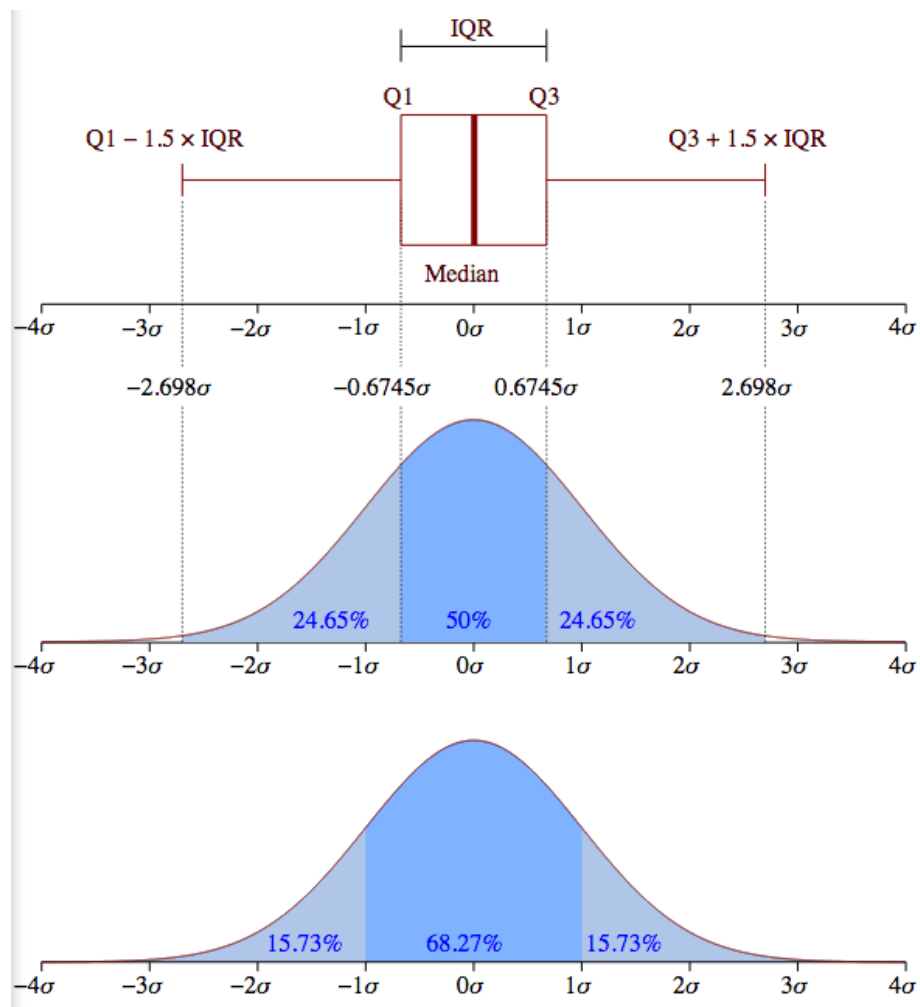 IQR
Q1 Q3
Q1 − 1.5 × IQR Q3 + 1.5 × IQR
Median
−4σ −3σ −2σ −1σ 0σ 1σ 2σ 3σ 4σ
−2.698σ −0.6745σ 0.6745σ 2.698σ
24.65% 50% 24.65%
−4σ −3σ −2σ −1σ 0σ 1σ 2σ 3σ 4σ
15.73% 68.27% 15.73%
−4σ −3σ −2σ −1σ 0σ 1σ 2σ 3σ 4σ